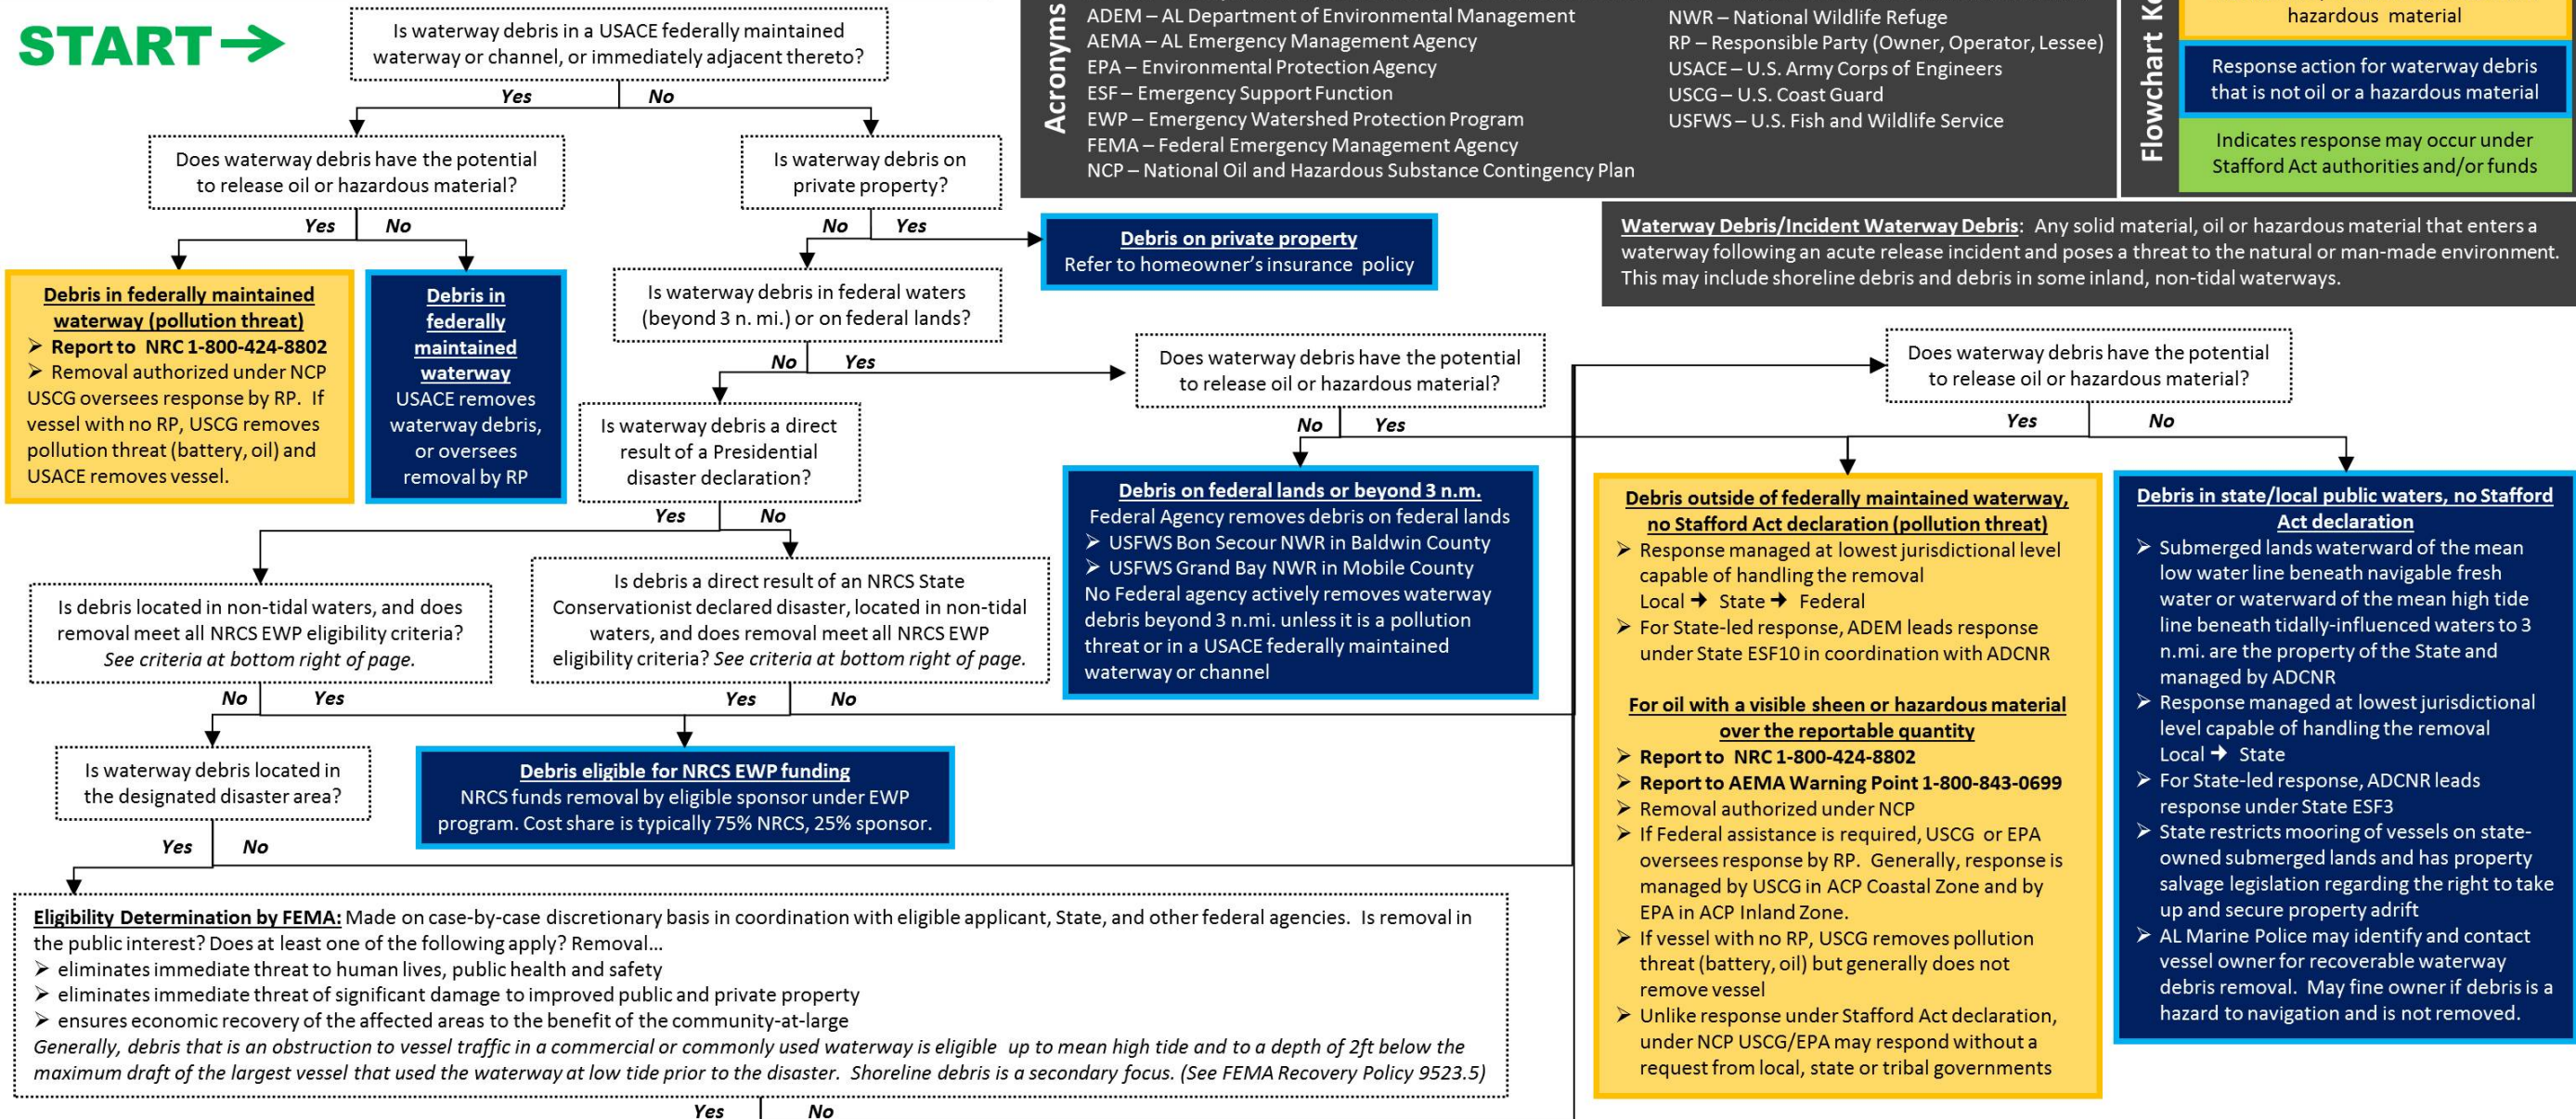 START
Is waterway debris in a USACE federally maintained
waterway or channel, or immediately adjacent thereto?
Yes
No
Does waterway debris have the potential
to release oil or hazardous material?
Is waterway debris on
private property?
Yes
No
No
Yes
Acronyms
ADEM – AL Department of Environmental Management
AEMA – AL Emergency Management Agency
EPA – Environmental Protection Agency
ESF – Emergency Support Function
EWP – Emergency Watershed Protection Program
FEMA – Federal Emergency Management Agency
NCP – National Oil and Hazardous Substance Contingency Plan
NWR – National Wildlife Refuge
RP – Responsible Party (Owner, Operator, Lessee)
USACE – U.S. Army Corps of Engineers
USCG – U.S. Coast Guard
USFWS – U.S. Fish and Wildlife Service
Flowchart
hazardous material
Response action for waterway debris
that is not oil or a hazardous material
Indicates response may occur under
Stafford Act authorities and/or funds
Waterway Debris/Incident Waterway Debris: Any solid material, oil or hazardous material that enters a
waterway following an acute release incident and poses a threat to the natural or man-made environment.
This may include shoreline debris and debris in some inland, non-tidal waterways.
Debris on private property
Refer to homeowner's insurance policy
Debris in federally maintained
waterway (pollution threat)
➢ Report to NRC 1-800-424-8802
➢ Removal authorized under NCP
USCG oversees response by RP. If
vessel with no RP, USCG removes
pollution threat (battery, oil) and
USACE removes vessel.
Debris in
federally
maintained
waterway
USACE removes
waterway debris,
or oversees
removal by RP
Is waterway debris in federal waters
(beyond 3 n. mi.) or on federal lands?
No
Yes
Is waterway debris a direct
result of a Presidential
disaster declaration?
Yes
No
Does waterway debris have the potential
to release oil or hazardous material?
No
Yes
Does waterway debris have the potential
to release oil or hazardous material?
Yes
No
Debris on federal lands or beyond 3 n.m.
Federal Agency removes debris on federal lands
➢ USFWS Bon Secour NWR in Baldwin County
➢ USFWS Grand Bay NWR in Mobile County
No Federal agency actively removes waterway
debris beyond 3 n.mi. unless it is a pollution
threat or in a USACE federally maintained
waterway or channel
Is debris located in non-tidal waters, and does
removal meet all NRCS EWP eligibility criteria?
See criteria at bottom right of page.
No
Yes
Is debris a direct result of an NRCS State
Conservationist declared disaster, located in non-tidal
waters, and does removal meet all NRCS EWP
eligibility criteria? See criteria at bottom right of page.
Yes
No
Is waterway debris located in
the designated disaster area?
Yes
No
Debris eligible for NRCS EWP funding
NRCS funds removal by eligible sponsor under EWP
program. Cost share is typically 75% NRCS, 25% sponsor.
Eligibility Determination by FEMA: Made on case-by-case discretionary basis in coordination with eligible applicant, State, and other federal agencies. Is removal in
the public interest? Does at least one of the following apply? Removal...
➢ eliminates immediate threat to human lives, public health and safety
➢ eliminates immediate threat of significant damage to improved public and private property
➢ ensures economic recovery of the affected areas to the benefit of the community-at-large
Generally, debris that is an obstruction to vessel traffic in a commercial or commonly used waterway is eligible up to mean high tide and to a depth of 2ft below the
maximum draft of the largest vessel that used the waterway at low tide prior to the disaster. Shoreline debris is a secondary focus. (See FEMA Recovery Policy 9523.5)
Yes
No
Debris outside of federally maintained waterway,
no Stafford Act declaration (pollution threat)
➢ Response managed at lowest jurisdictional level
capable of handling the removal
Local → State → Federal
➢ For State-led response, ADEM leads response
under State ESF10 in coordination with ADCNR
For oil with a visible sheen or hazardous material
over the reportable quantity
➢ Report to NRC 1-800-424-8802
➢ Report to AEMA Warning Point 1-800-843-0699
➢ Removal authorized under NCP
➢ If Federal assistance is required, USCG or EPA
oversees response by RP. Generally, response is
managed by USCG in ACP Coastal Zone and by
EPA in ACP Inland Zone.
➢ If vessel with no RP, USCG removes pollution
threat (battery, oil) but generally does not
remove vessel
➢ Unlike response under Stafford Act declaration,
under NCP USCG/EPA may respond without a
request from local, state or tribal governments
Debris in state/local public waters, no Stafford
Act declaration
➢ Submerged lands waterward of the mean
low water line beneath navigable fresh
water or waterward of the mean high tide
line beneath tidally-influenced waters to 3
n.mi. are the property of the State and
managed by ADCNR
➢ Response managed at lowest jurisdictional
level capable of handling the removal
Local → State
➢ For State-led response, ADCNR leads
response under State ESF3
➢ State restricts mooring of vessels on state-
owned submerged lands and has property
salvage legislation regarding the right to take
up and secure property adrift
➢ AL Marine Police may identify and contact
vessel owner for recoverable waterway
debris removal. May fine owner if debris is a
hazard to navigation and is not removed.